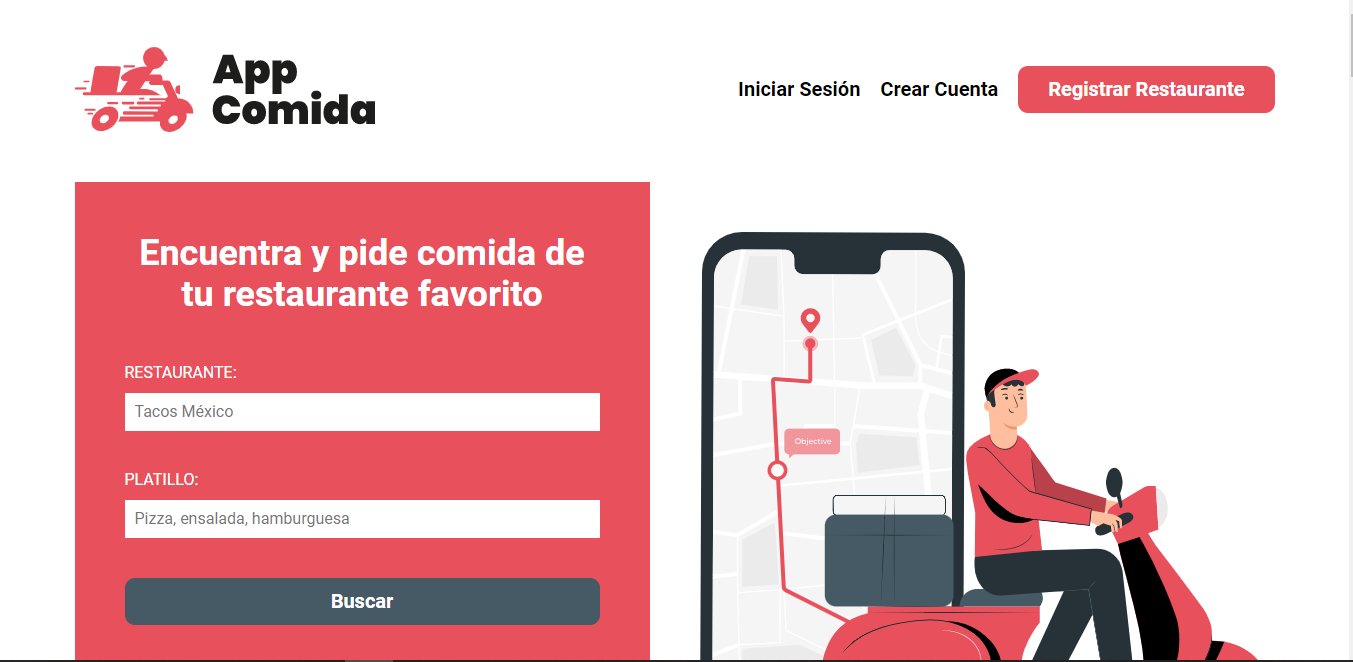 App
Comida
Iniciar Sesión
Crear Cuenta
Registrar Restaurante
Encuentra y pide comida de
tu restaurante favorito
RESTAURANTE:
Tacos México
PLATILLO:
Pizza, ensalada, hamburguesa
Buscar
Objective